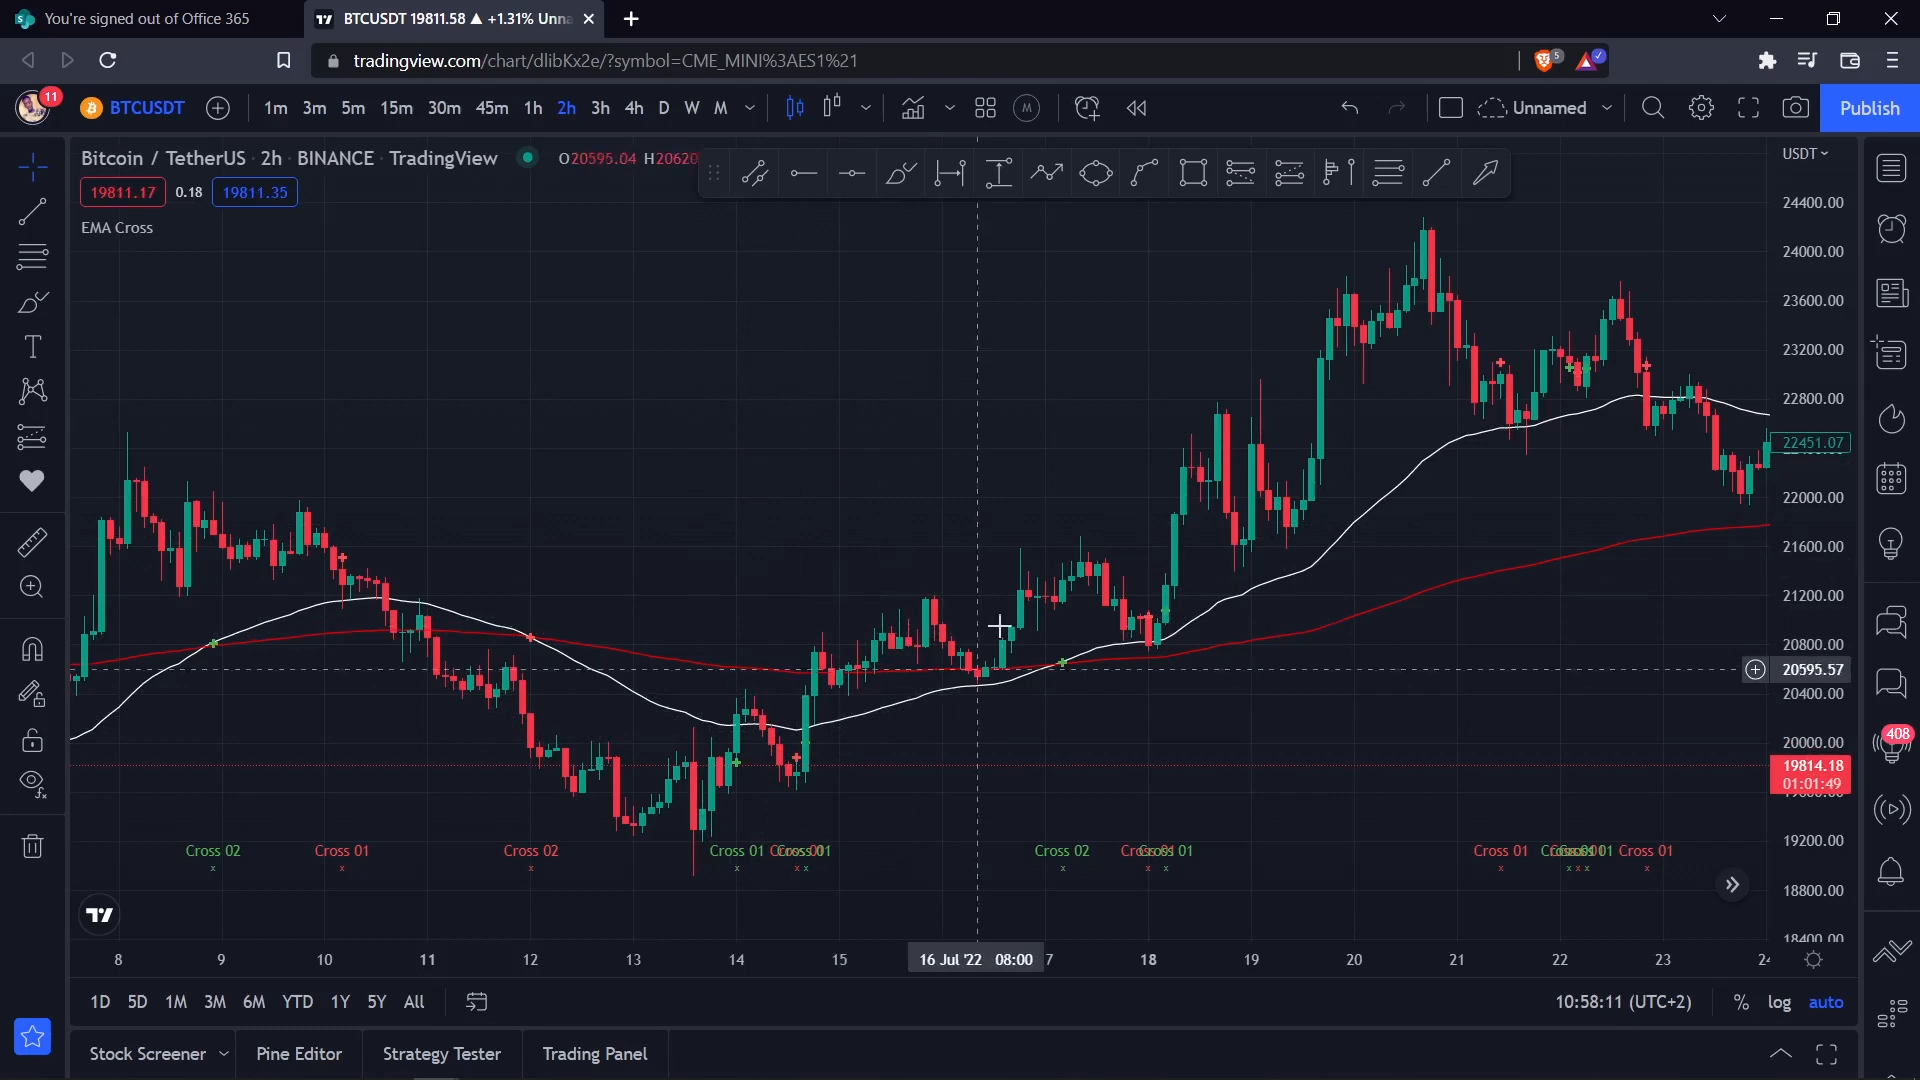 You're signed out of Office 365
BTCUSDT 19811.58 ▲ +1.31% Unna
tradingview.com/chart/dlibKx2e/?symbol=CME_MINI%3AES1%21
5
11
BTCUSDT
1m 3m 5m 15m 30m 45m 1h 2h 3h 4h D W M
M
Unnamed
Publish
Bitcoin / TetherUS · 2h · BINANCE · TradingView
O20595.04 H20620
USDT
19811.17 0.18 19811.35
EMA Cross
24400.00
24000.00
23600.00
23200.00
22800.00
22451.07
22000.00
21600.00
21200.00
20800.00
20595.57
20400.00
20000.00
19814.18
01:01:49
19200.00
18800.00
18400.00
408
Cross 02
Cross 01
Cross 02
Cross 01
Cross 01
Cross 02
Cross 01
Cross 01
Cross 01
8 9 10 11 12 13 14 15 16 Jul '22 08:00 7 18 19 20 21 22 23 24
1D 5D 1M 3M 6M YTD 1Y 5Y All
10:58:11 (UTC+2) % log auto
Stock Screener Pine Editor Strategy Tester Trading Panel